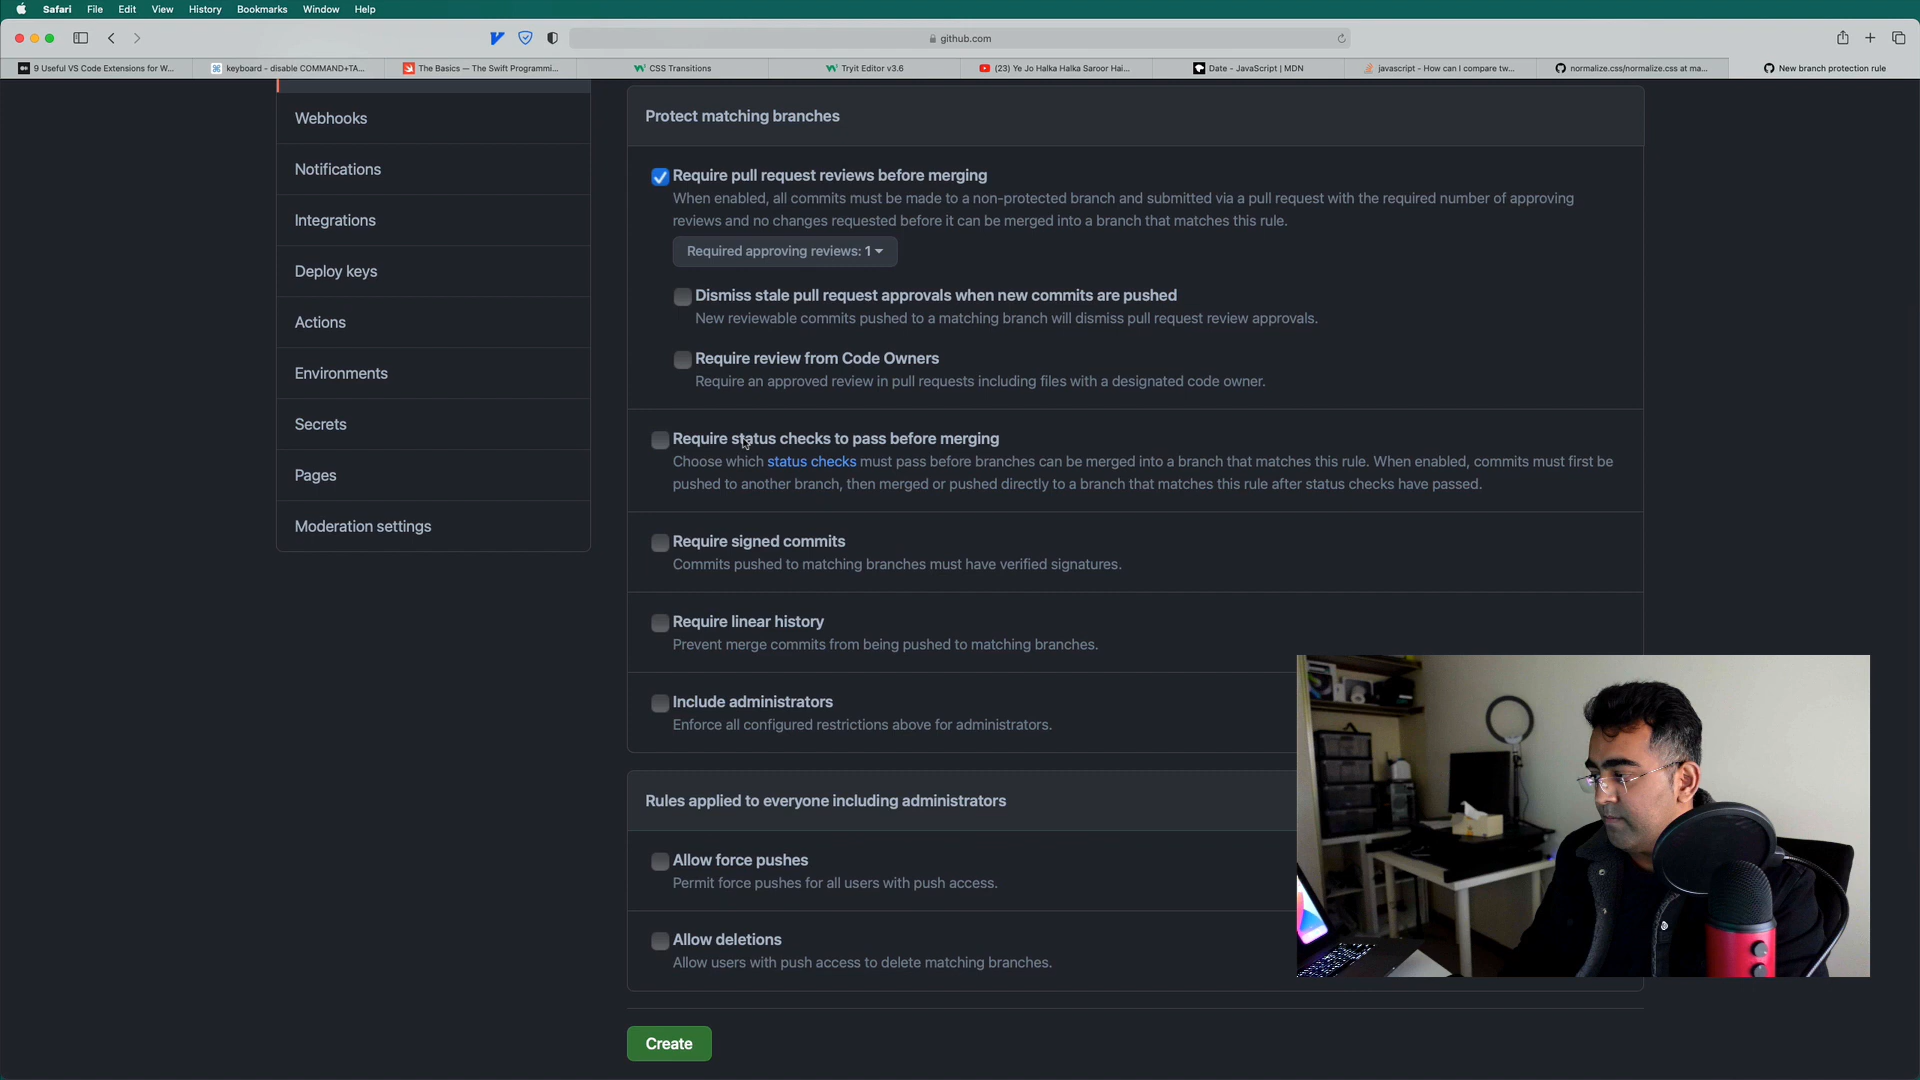 Safari File Edit View History Bookmarks Window Help
github.com
9 Useful VS Code Extensions for W...
keyboard - disable COMMAND+TA...
The Basics — The Swift Programmi...
CSS Transitions
Tryit Editor v3.6
(23) Ye Jo Halka Halka Saroor Hai...
Date - JavaScript | MDN
javascript - How can I compare tw...
normalize.css/normalize.css at ma...
New branch protection rule
Webhooks
Notifications
Integrations
Deploy keys
Actions
Environments
Secrets
Pages
Moderation settings
Protect matching branches
Require pull request reviews before merging
When enabled, all commits must be made to a non-protected branch and submitted via a pull request with the required number of approving
reviews and no changes requested before it can be merged into a branch that matches this rule.
Required approving reviews: 1
Dismiss stale pull request approvals when new commits are pushed
New reviewable commits pushed to a matching branch will dismiss pull request review approvals.
Require review from Code Owners
Require an approved review in pull requests including files with a designated code owner.
Require status checks to pass before merging
Choose which status checks must pass before branches can be merged into a branch that matches this rule. When enabled, commits must first be
pushed to another branch, then merged or pushed directly to a branch that matches this rule after status checks have passed.
Require signed commits
Commits pushed to matching branches must have verified signatures.
Require linear history
Prevent merge commits from being pushed to matching branches.
Include administrators
Enforce all configured restrictions above for administrators.
Rules applied to everyone including administrators
Allow force pushes
Permit force pushes for all users with push access.
Allow deletions
Allow users with push access to delete matching branches.
Create